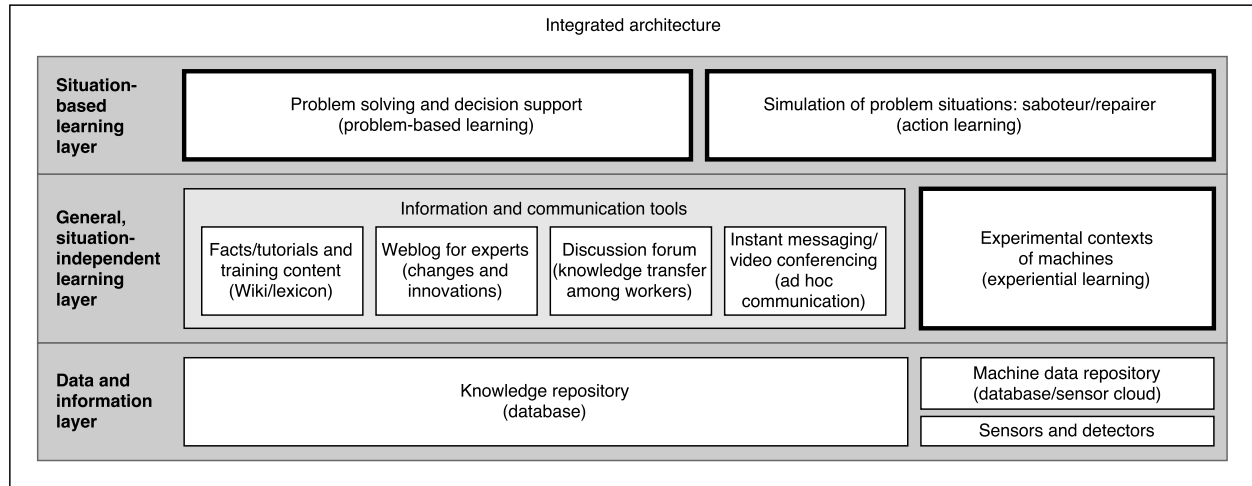 Integrated architecture
Situation-
based
learning
layer
Problem solving and decision support
(problem-based learning)
Simulation of problem situations: saboteur/repairer
(action learning)
General,
situation-
independent
learning
layer
Information and communication tools
Facts/tutorials and
training content
(Wiki/lexicon)
Weblog for experts
(changes and
innovations)
Discussion forum
(knowledge transfer
among workers)
Instant messaging/
video conferencing
(ad hoc
communication)
Experimental contexts
of machines
(experiential learning)
Data and
information
layer
Knowledge repository
(database)
Machine data repository
(database/sensor cloud)
Sensors and detectors